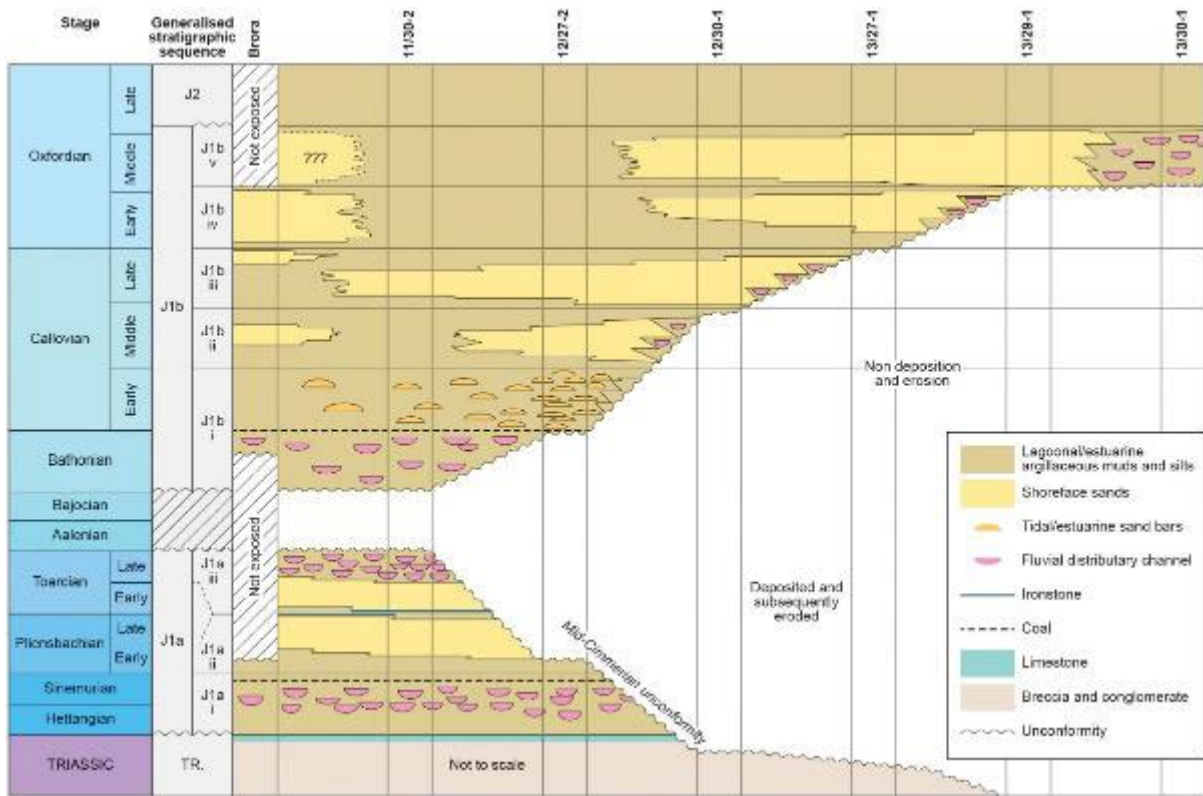 Stage
Generalised
stratigraphic
sequence
Brora
11/30-2
12/27-2
12/30-1
13/27-1
13/29-1
13/30-1
Oxfordian
Late
Middle
Early
J2
J1b
v
J1b
iv
Not exposed
???
Callovian
Late
Middle
Early
J1b
J1b
iii
J1b
ii
J1b
i
Non deposition
and erosion
Bathonian
Bajocian
Aalenian
Not exposed
Toarcian
Late
Early
J1a
iii
Pliensbachian
Late
Early
J1a
J1a
ii
Sinemurian
Hettangian
J1a
i
Deposited and
subsequently
eroded
Mid-Cimmerian unconformity
TRIASSIC
TR.
Not to scale
Lagoonal/estuarine
argillaceous muds and silts
Shoreface sands
Tidal/estuarine sand bars
Fluvial distributary channel
Ironstone
Coal
Limestone
Breccia and conglomerate
Unconformity